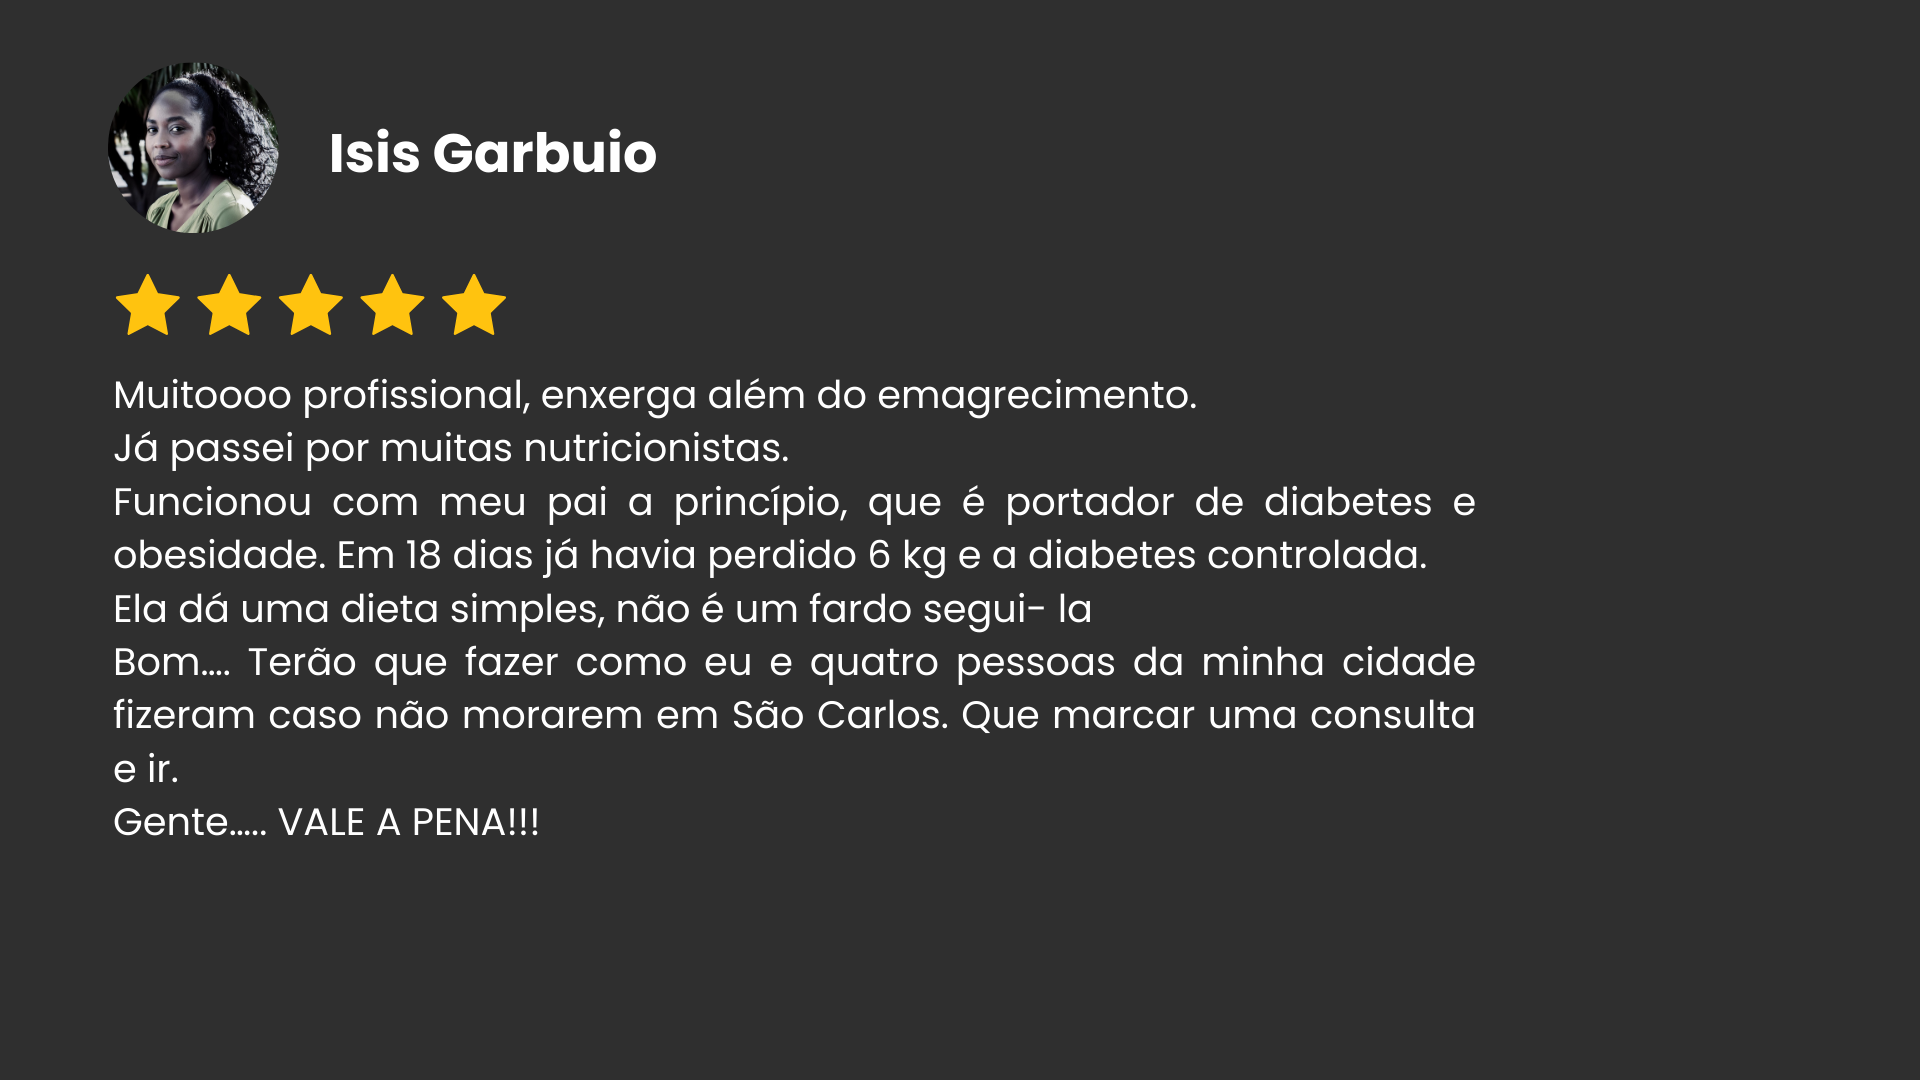 Isis Garbuio
Muitoooo profissional, enxerga além do emagrecimento.
Já passei por muitas nutricionistas.
Funcionou com meu pai a princípio, que é portador de diabetes e
obesidade. Em 18 dias já havia perdido 6 kg e a diabetes controlada.
Ela dá uma dieta simples, não é um fardo segui- la
Bom.... Terão que fazer como eu e quatro pessoas da minha cidade
fizeram caso não morarem em São Carlos. Que marcar uma consulta
e ir.
Gente..... VALE A PENA!!!